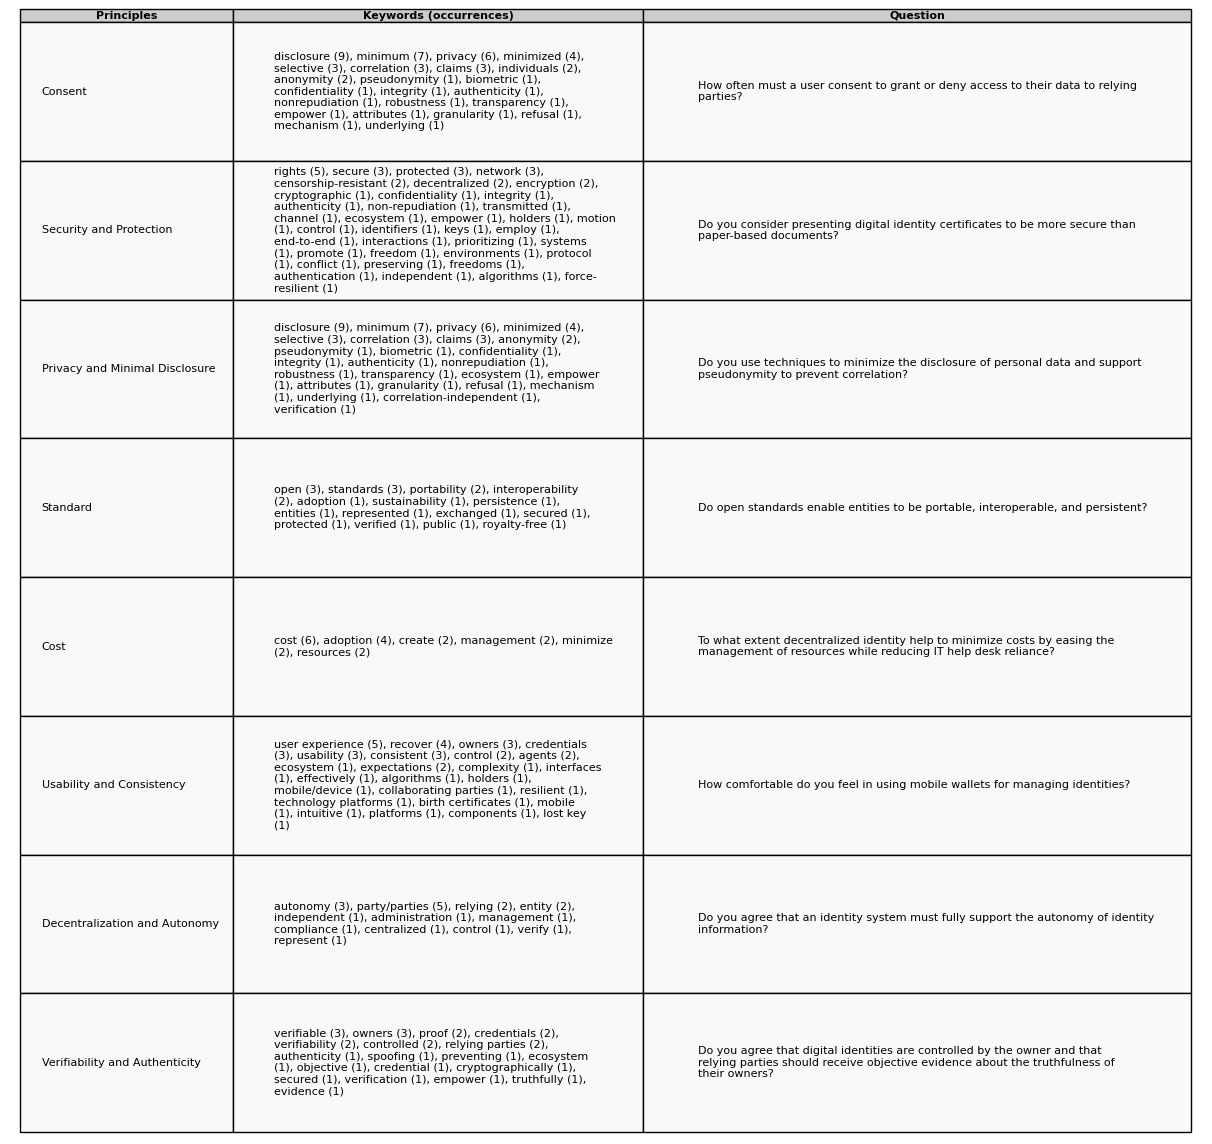 Principles
Keywords (occurrences)
Question
Consent
disclosure (9), minimum (7), privacy (6), minimized (4),
selective (3), correlation (3), claims (3), individuals (2),
anonymity (2), pseudonymity (1), biometric (1),
confidentiality (1), integrity (1), authenticity (1),
nonrepudiation (1), robustness (1), transparency (1),
empower (1), attributes (1), granularity (1), refusal (1),
mechanism (1), underlying (1)
How often must a user consent to grant or deny access to their data to relying
parties?
Security and Protection
rights (5), secure (3), protected (3), network (3),
censorship-resistant (2), decentralized (2), encryption (2),
cryptographic (1), confidentiality (1), integrity (1),
authenticity (1), non-repudiation (1), transmitted (1),
channel (1), ecosystem (1), empower (1), holders (1), motion
(1), control (1), identifiers (1), keys (1), employ (1),
end-to-end (1), interactions (1), prioritizing (1), systems
(1), promote (1), freedom (1), environments (1), protocol
(1), conflict (1), preserving (1), freedoms (1),
authentication (1), independent (1), algorithms (1), force-
resilient (1)
Do you consider presenting digital identity certificates to be more secure than
paper-based documents?
Privacy and Minimal Disclosure
disclosure (9), minimum (7), privacy (6), minimized (4),
selective (3), correlation (3), claims (3), anonymity (2),
pseudonymity (1), biometric (1), confidentiality (1),
integrity (1), authenticity (1), nonrepudiation (1),
robustness (1), transparency (1), ecosystem (1), empower
(1), attributes (1), granularity (1), refusal (1), mechanism
(1), underlying (1), correlation-independent (1),
verification (1)
Do you use techniques to minimize the disclosure of personal data and support
pseudonymity to prevent correlation?
Standard
open (3), standards (3), portability (2), interoperability
(2), adoption (1), sustainability (1), persistence (1),
entities (1), represented (1), exchanged (1), secured (1),
protected (1), verified (1), public (1), royalty-free (1)
Do open standards enable entities to be portable, interoperable, and persistent?
Cost
cost (6), adoption (4), create (2), management (2), minimize
(2), resources (2)
To what extent decentralized identity help to minimize costs by easing the
management of resources while reducing IT help desk reliance?
Usability and Consistency
user experience (5), recover (4), owners (3), credentials
(3), usability (3), consistent (3), control (2), agents (2),
ecosystem (1), expectations (2), complexity (1), interfaces
(1), effectively (1), algorithms (1), holders (1),
mobile/device (1), collaborating parties (1), resilient (1),
technology platforms (1), birth certificates (1), mobile
(1), intuitive (1), platforms (1), components (1), lost key
(1)
How comfortable do you feel in using mobile wallets for managing identities?
Decentralization and Autonomy
autonomy (3), party/parties (5), relying (2), entity (2),
independent (1), administration (1), management (1),
compliance (1), centralized (1), control (1), verify (1),
represent (1)
Do you agree that an identity system must fully support the autonomy of identity
information?
Verifiability and Authenticity
verifiable (3), owners (3), proof (2), credentials (2),
verifiability (2), controlled (2), relying parties (2),
authenticity (1), spoofing (1), preventing (1), ecosystem
(1), objective (1), credential (1), cryptographically (1),
secured (1), verification (1), empower (1), truthfully (1),
evidence (1)
Do you agree that digital identities are controlled by the owner and that
relying parties should receive objective evidence about the truthfulness of
their owners?